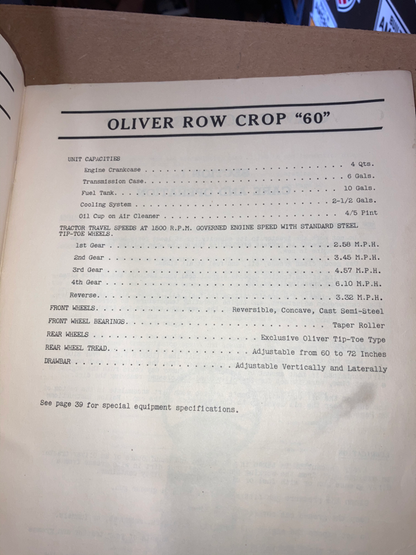 OLIVER ROW CROP “60”
UNIT CAPACITIES
Engine Crankcase . . . . . . . . . . . . . . . . . . . . . . . . . . . . . 4 Qts.
Transmission Case. . . . . . . . . . . . . . . . . . . . . . . . . . . . . 6 Gals.
Fuel Tank. . . . . . . . . . . . . . . . . . . . . . . . . . . . . . . . 10 Gals.
Cooling System . . . . . . . . . . . . . . . . . . . . . . . . . . . . 2-1/2 Gals.
Oil Cup on Air Cleaner . . . . . . . . . . . . . . . . . . . . . . . . . 4/5 Pint
TRACTOR TRAVEL SPEEDS AT 1500 R.P.M. GOVERNED ENGINE SPEED WITH STANDARD STEEL
TIP-TOE WHEELS.
1st Gear . . . . . . . . . . . . . . . . . . . . . . . . . . . . . . . 2.58 M.P.H.
2nd Gear . . . . . . . . . . . . . . . . . . . . . . . . . . . . . . . 3.45 M.P.H.
3rd Gear . . . . . . . . . . . . . . . . . . . . . . . . . . . . . . . 4.57 M.P.H.
4th Gear . . . . . . . . . . . . . . . . . . . . . . . . . . . . . . . 6.10 M.P.H.
Reverse. . . . . . . . . . . . . . . . . . . . . . . . . . . . . . . . 3.32 M.P.H.
FRONT WHEELS. . . . . . . . . . . . . . . . . Reversible, Concave, Cast Semi-Steel
FRONT WHEEL BEARINGS. . . . . . . . . . . . . . . . . . . . . . . . . Taper Roller
REAR WHEELS . . . . . . . . . . . . . . . . . . . . . Exclusive Oliver Tip-Toe Type
REAR WHEEL TREAD. . . . . . . . . . . . . . . . . . Adjustable from 60 to 72 Inches
DRAWBAR . . . . . . . . . . . . . . . . . . . Adjustable Vertically and Laterally
See page 39 for special equipment specifications.